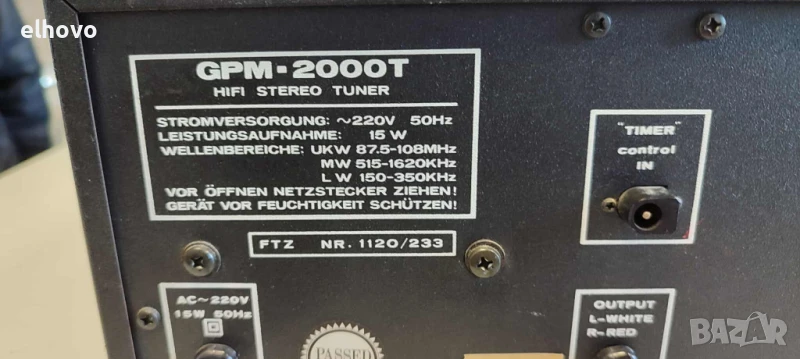 elhovo
GPM-2000T
HIFI STEREO TUNER
STROMVERSORGUNG: ~220V 50Hz
LEISTUNGSAUFNAHME: 15 W
WELLENBEREICHE: UKW 87.5-108MHz
MW 515-1620KHz
LW 150-350KHz
VOR ÖFFNEN NETZSTECKER ZIEHEN!
GERÄT VOR FEUCHTIGKEIT SCHÜTZEN!
FTZ NR. 1120/233
"TIMER"
control
IN
AC~220V
15W 50Hz
PASSED
OUTPUT
L-WHITE
R-RED
BAZAR